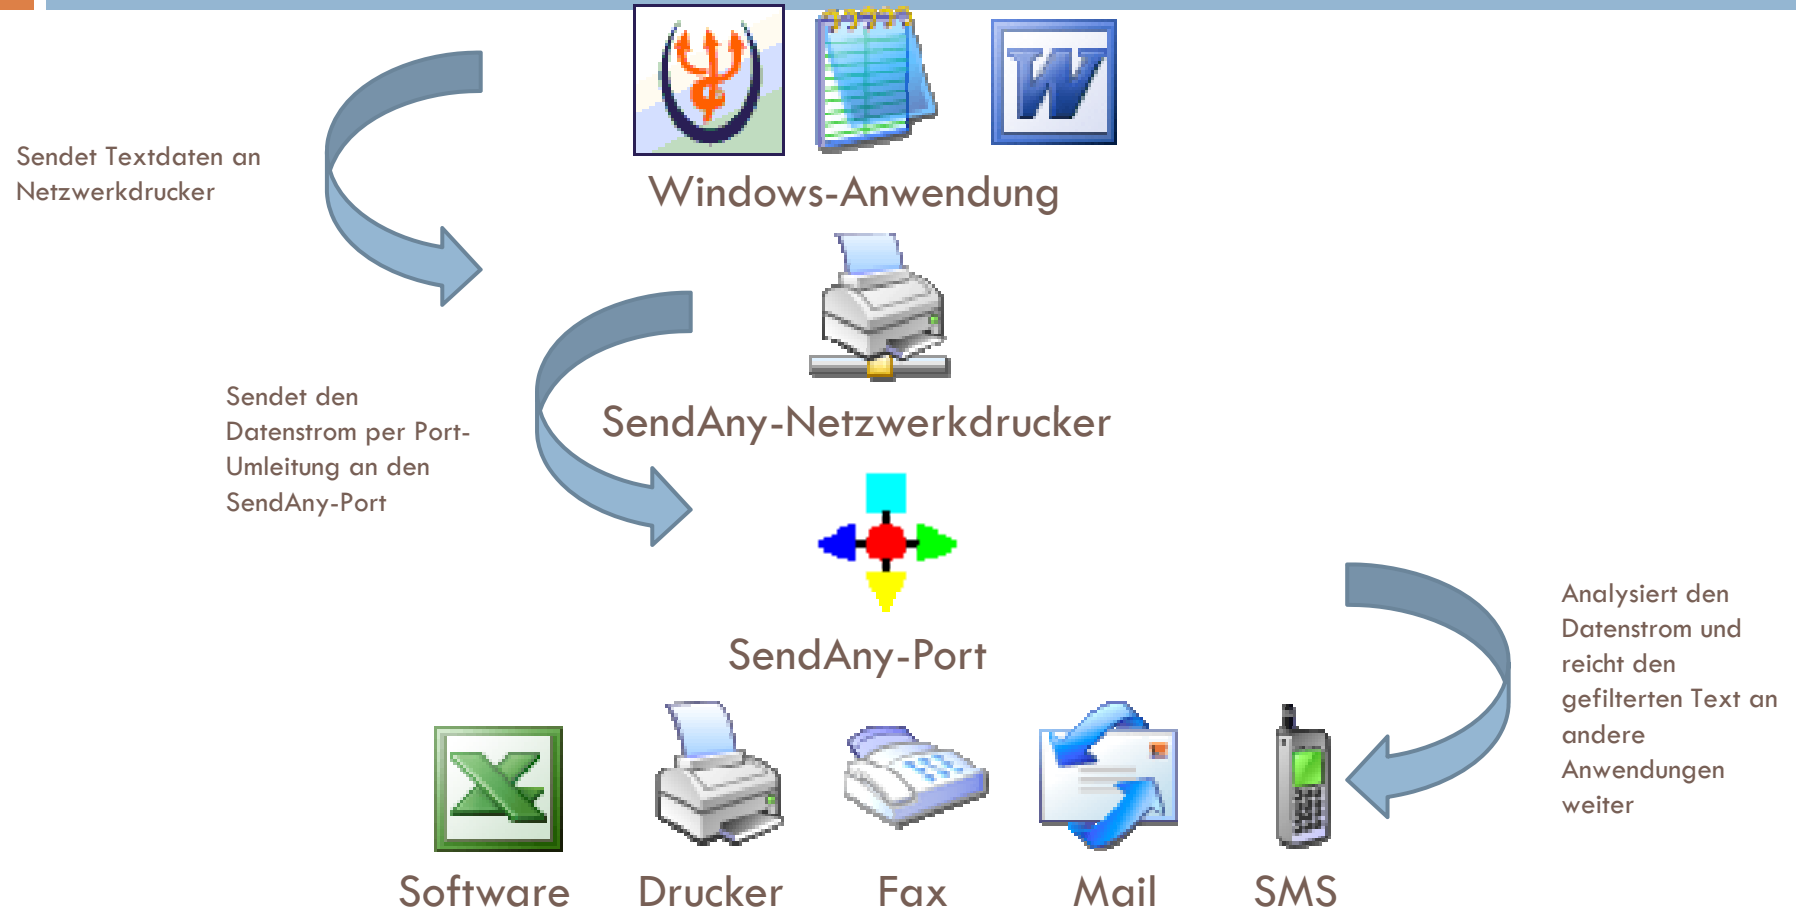 Sendet Textdaten an
Netzwerkdrucker
Windows-Anwendung
Sendet den
Datenstrom per Port-
Umleitung an den
SendAny-Port
SendAny-Netzwerkdrucker
SendAny-Port
Analysiert den
Datenstrom und
reicht den
gefilterten Text an
andere
Anwendungen
weiter
Software
Drucker
Fax
Mail
SMS